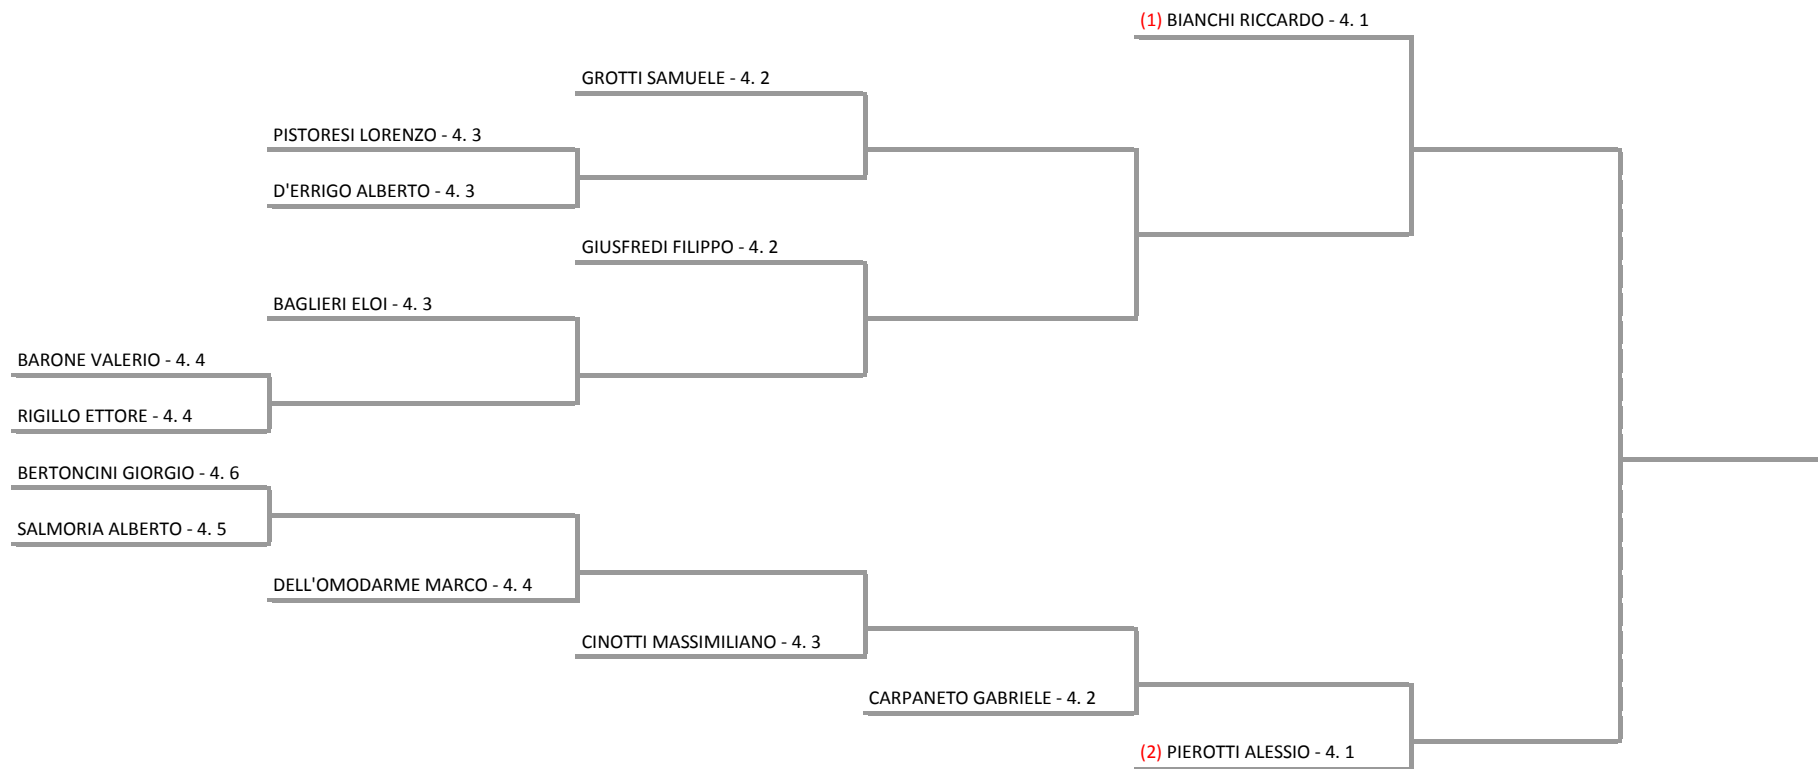 (1) BIANCHI RICCARDO - 4. 1
GROTTI SAMUELE - 4. 2
PISTORESI LORENZO - 4. 3
D'ERRIGO ALBERTO - 4. 3
GIUSFREDI FILIPPO - 4. 2
BAGLIERI ELOI - 4. 3
BARONE VALERIO - 4. 4
RIGILLO ETTORE - 4. 4
BERTONCINI GIORGIO - 4. 6
SALMORIA ALBERTO - 4. 5
DELL'OMODARME MARCO - 4. 4
CINOTTI MASSIMILIANO - 4. 3
CARPANETO GABRIELE - 4. 2
(2) PIEROTTI ALESSIO - 4. 1